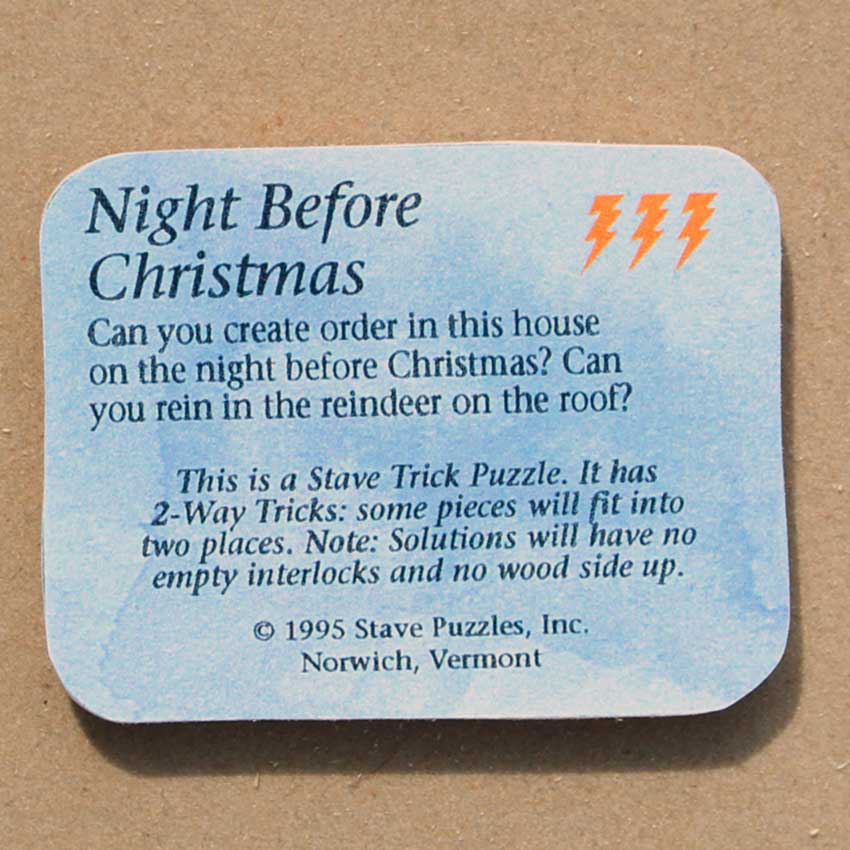 Night Before
Christmas
Can you create order in this house
on the night before Christmas? Can
you rein in the reindeer on the roof?
This is a Stave Trick Puzzle. It has
2-Way Tricks: some pieces will fit into
two places. Note: Solutions will have no
empty interlocks and no wood side up.
© 1995 Stave Puzzles, Inc.
Norwich, Vermont